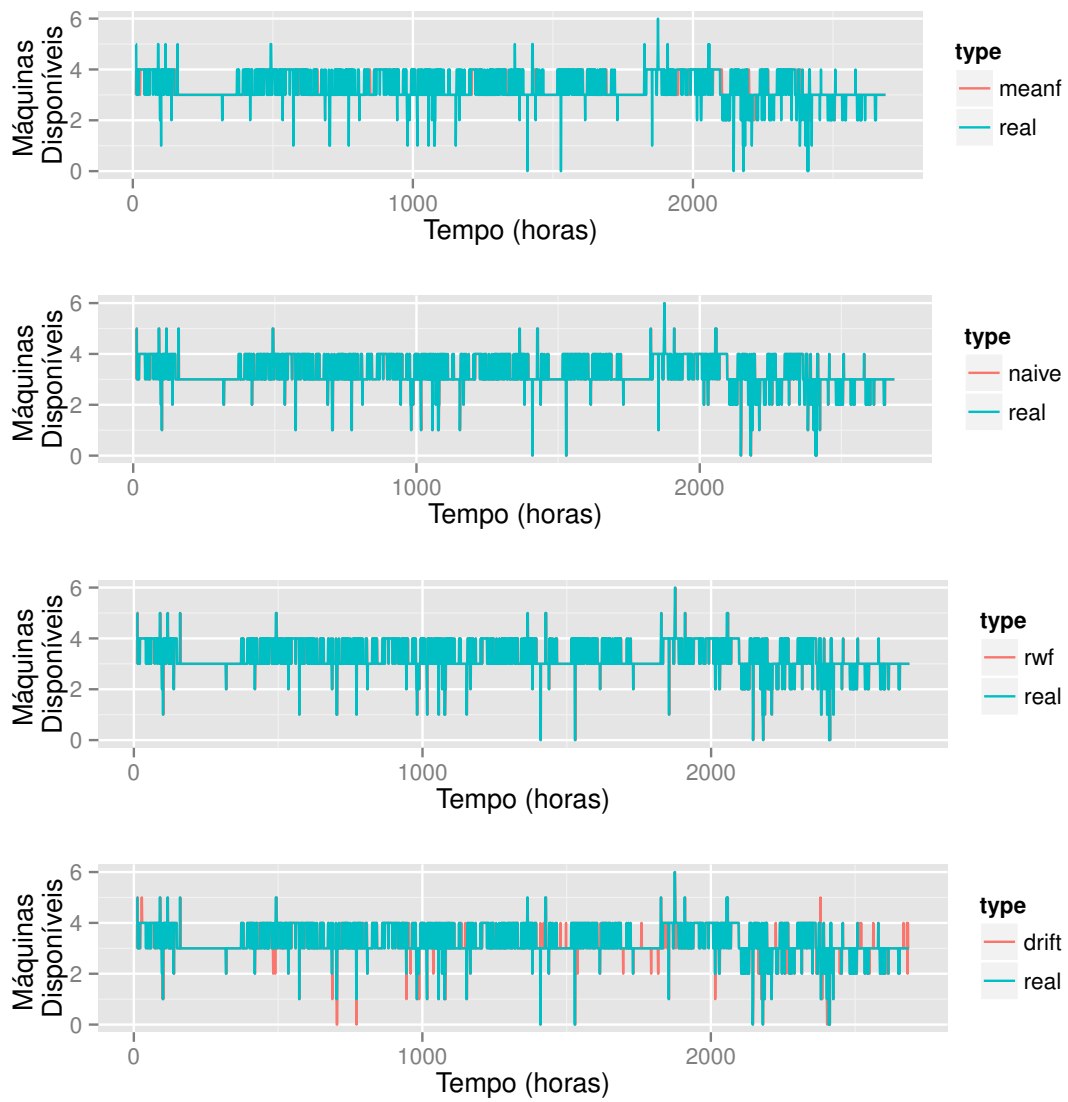 Máquinas
Disponíveis
6
4
2
0
0
1000
2000
Tempo (horas)
type
meanf
real
Máquinas
Disponíveis
6
4
2
0
0
1000
2000
Tempo (horas)
type
naive
real
Máquinas
Disponíveis
6
4
2
0
0
1000
2000
Tempo (horas)
type
rwf
real
Máquinas
Disponíveis
6
4
2
0
0
1000
2000
Tempo (horas)
type
drift
real